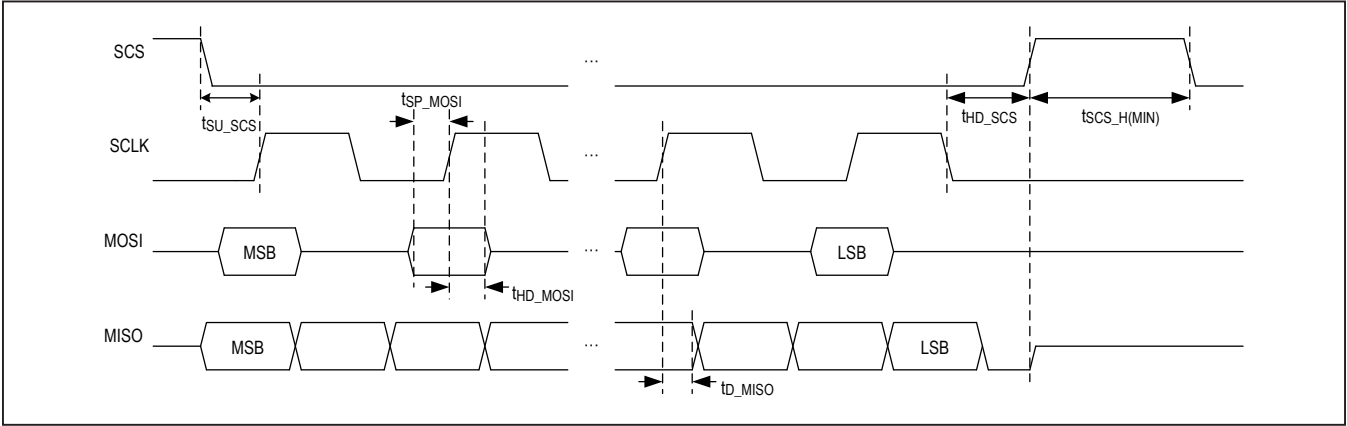 SCS
...
tSU_SCS
tSP_MOSI
tHD_SCS
tSCS_H(MIN)
SCLK
...
MOSI
MSB
...
LSB
tHD_MOSI
MISO
MSB
...
LSB
tD_MISO